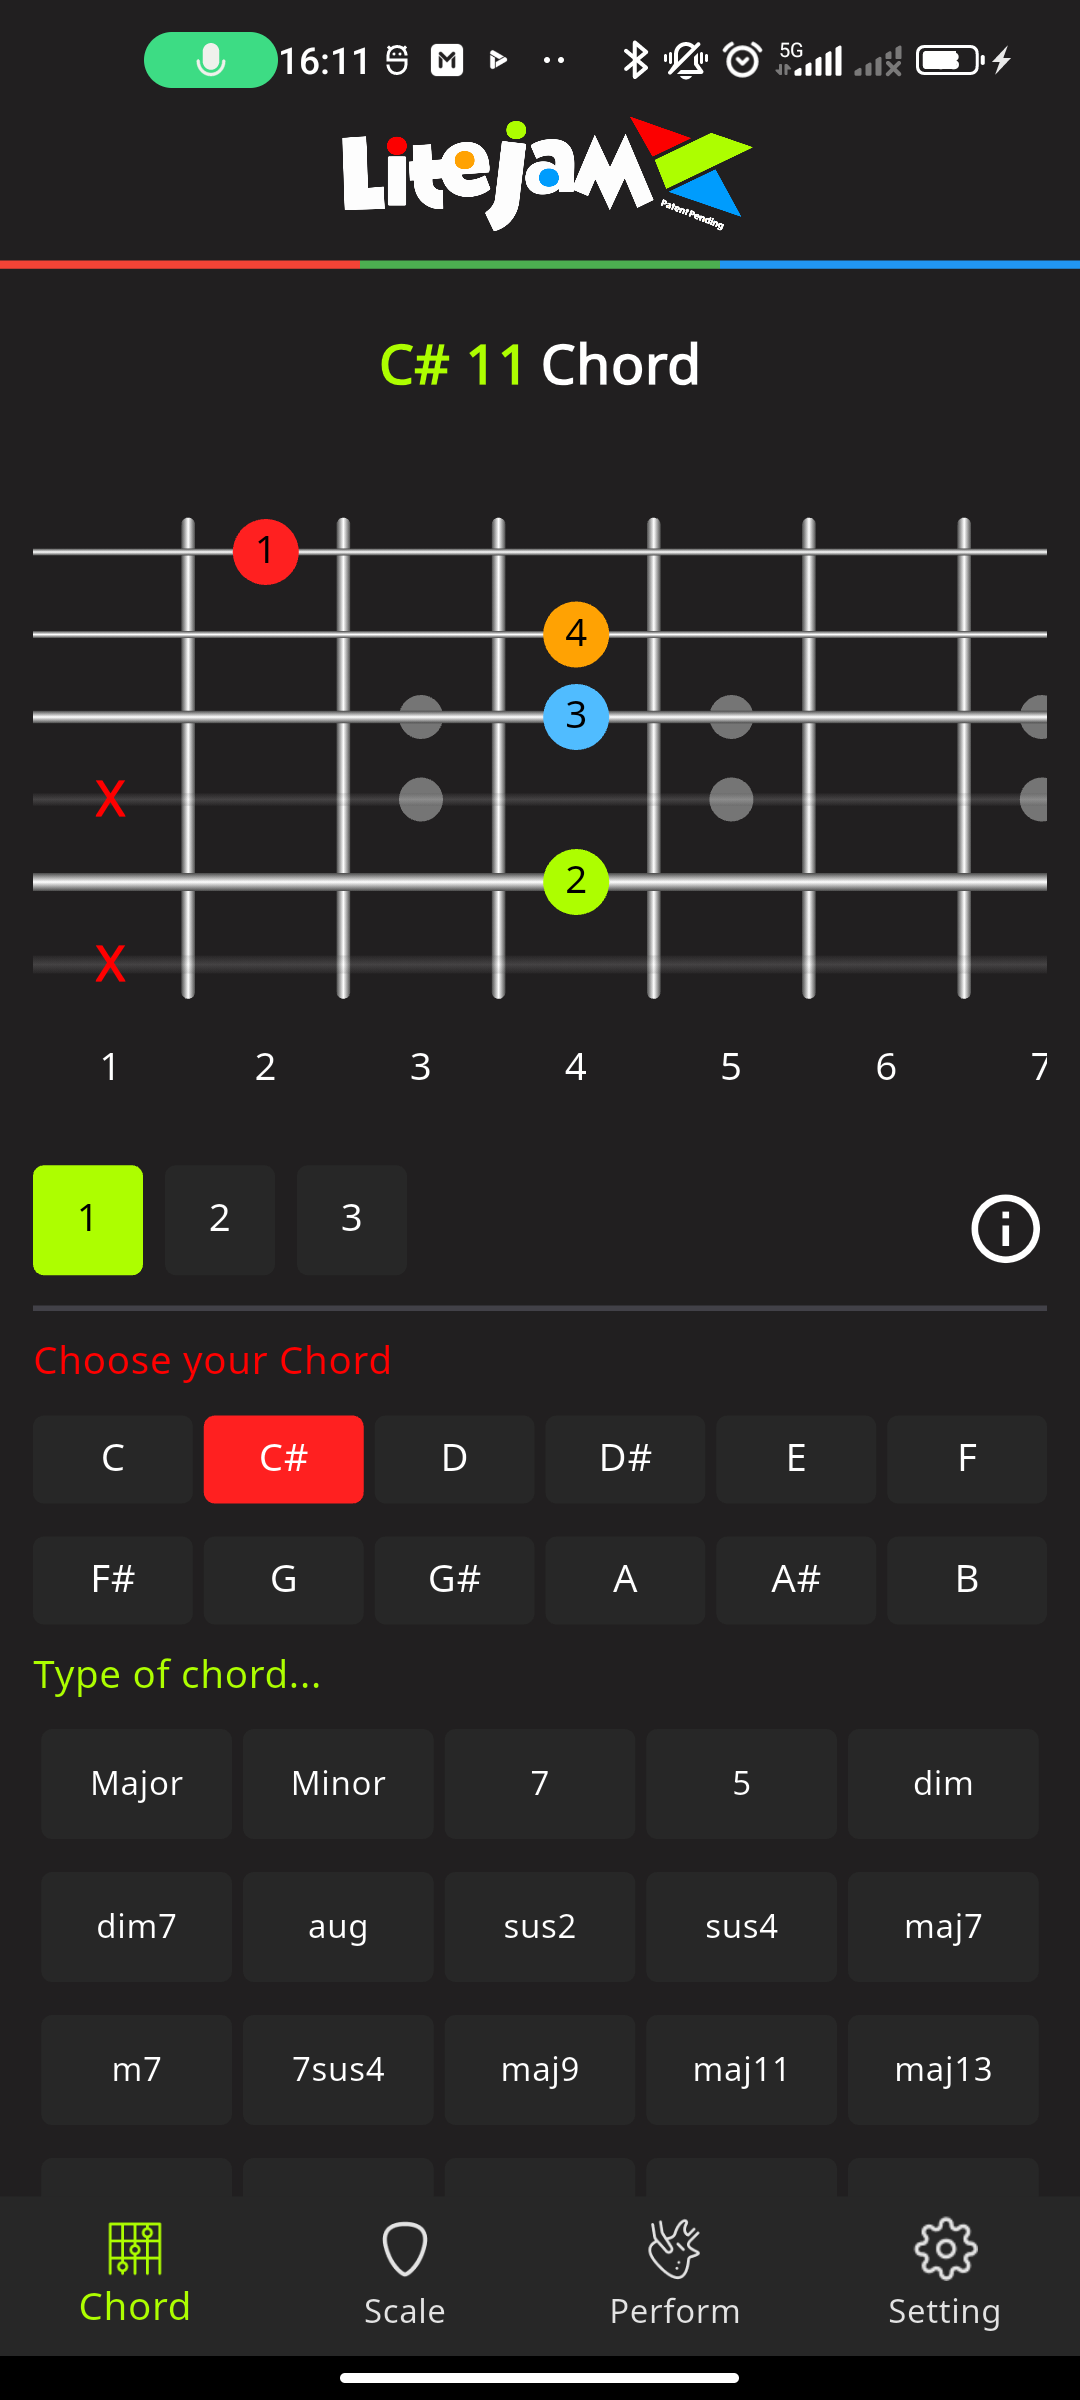 16:11
5G
Litejam
Patent Pending
C# 11 Chord
1
4
3
X
2
X
1 2 3 4 5 6 7
1 2 3
Choose your Chord
C C# D D# E F
F# G G# A A# B
Type of chord...
Major Minor 7 5 dim
dim7 aug sus2 sus4 maj7
m7 7sus4 maj9 maj11 maj13
Chord Scale Perform Setting